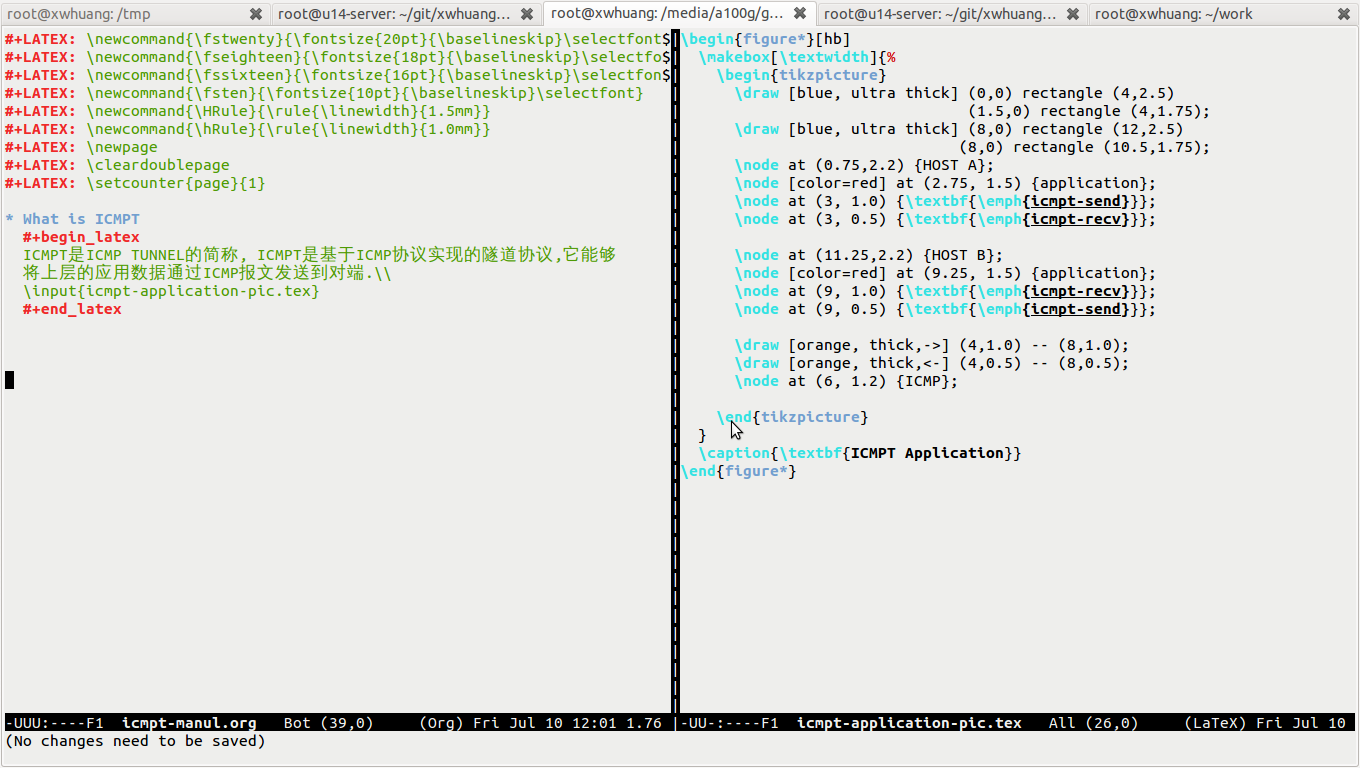 root@xwhuang: /tmp
root@u14-server: ~/git/xwhuang...
root@xwhuang: /media/a100g/g...
root@u14-server: ~/git/xwhuang...
root@xwhuang: ~/work
#+LATEX: \newcommand{\fstwenty}{\fontsize{20pt}{\baselineskip}\selectfont$
#+LATEX: \newcommand{\fseighteen}{\fontsize{18pt}{\baselineskip}\selectfo$
#+LATEX: \newcommand{\fssixteen}{\fontsize{16pt}{\baselineskip}\selectfon$
#+LATEX: \newcommand{\fsten}{\fontsize{10pt}{\baselineskip}\selectfont}
#+LATEX: \newcommand{\HRule}{\rule{\linewidth}{1.5mm}}
#+LATEX: \newcommand{\hRule}{\rule{\linewidth}{1.0mm}}
#+LATEX: \newpage
#+LATEX: \cleardoublepage
#+LATEX: \setcounter{page}{1}
* What is ICMPT
#+begin_latex
ICMPT是ICMP TUNNEL的简称, ICMPT是基于ICMP协议实现的隧道协议,它能够
将上层的应用数据通过ICMP报文发送到对端.\\
\input{icmpt-application-pic.tex}
#+end_latex
-UUU:----F1  icmpt-manul.org   Bot (39,0)     (Org) Fri Jul 10 12:01 1.76
(No changes need to be saved)
\begin{figure*}[hb]
\makebox[\textwidth]{%
\begin{tikzpicture}
\draw [blue, ultra thick] (0,0) rectangle (4,2.5)
(1.5,0) rectangle (4,1.75);
\draw [blue, ultra thick] (8,0) rectangle (12,2.5)
(8,0) rectangle (10.5,1.75);
\node at (0.75,2.2) {HOST A};
\node [color=red] at (2.75, 1.5) {application};
\node at (3, 1.0) {\textbf{\emph{icmpt-send}}};
\node at (3, 0.5) {\textbf{\emph{icmpt-recv}}};
\node at (11.25,2.2) {HOST B};
\node [color=red] at (9.25, 1.5) {application};
\node at (9, 1.0) {\textbf{\emph{icmpt-recv}}};
\node at (9, 0.5) {\textbf{\emph{icmpt-send}}};
\draw [orange, thick,->] (4,1.0) -- (8,1.0);
\draw [orange, thick,<-] (4,0.5) -- (8,0.5);
\node at (6, 1.2) {ICMP};
\end{tikzpicture}
}
\caption{\textbf{ICMPT Application}}
\end{figure*}
-UU-:----F1  icmpt-application-pic.tex   All (26,0)      (LaTeX) Fri Jul 10